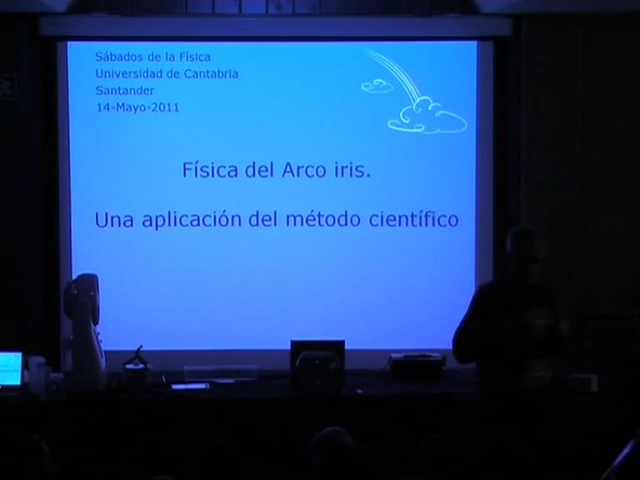 Sábados de la Física
Universidad de Cantabria
Santander
14-Mayo-2011
Física del Arco iris.
Una aplicación del método científico